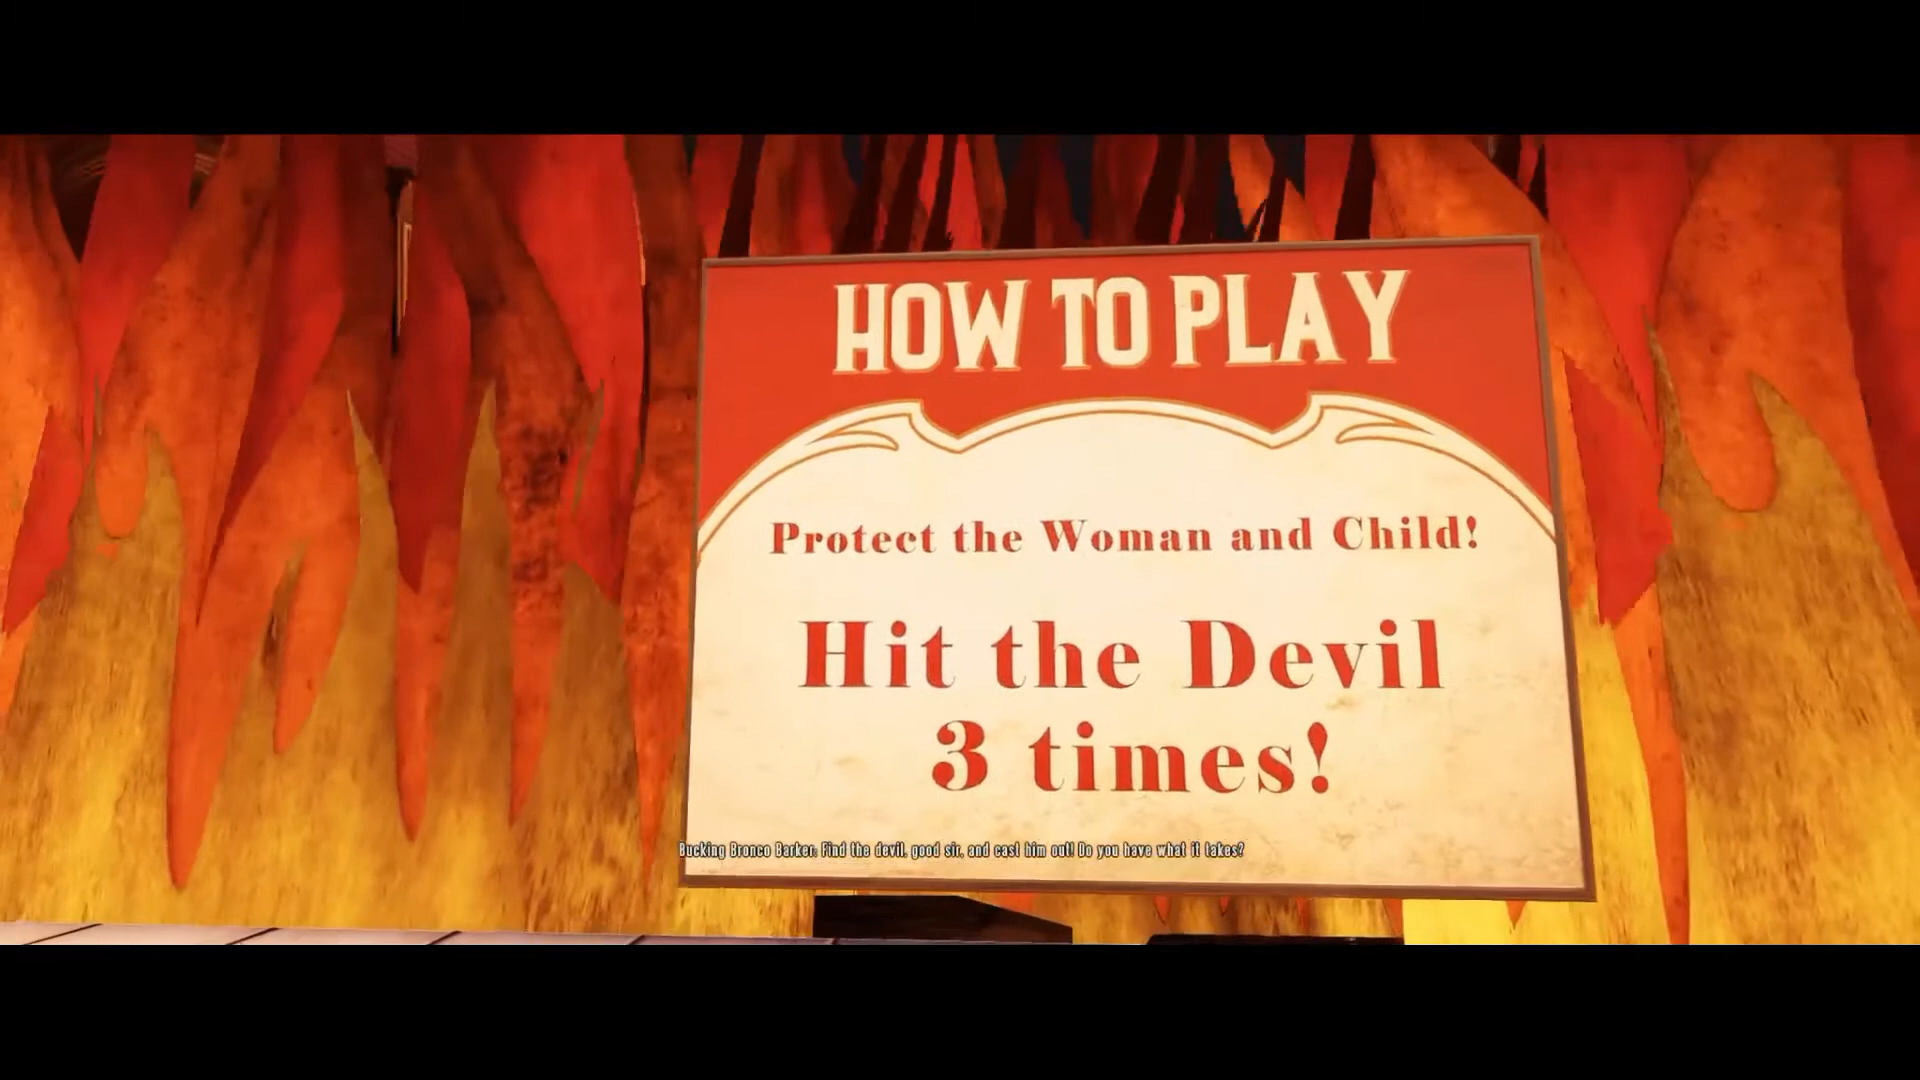 HOW TO PLAY
Protect the Woman and Child!
Hit the Devil
3 times!
Bucking Bronco Barker: Find the devil, good sir, and cast him out! Do you have what it takes?